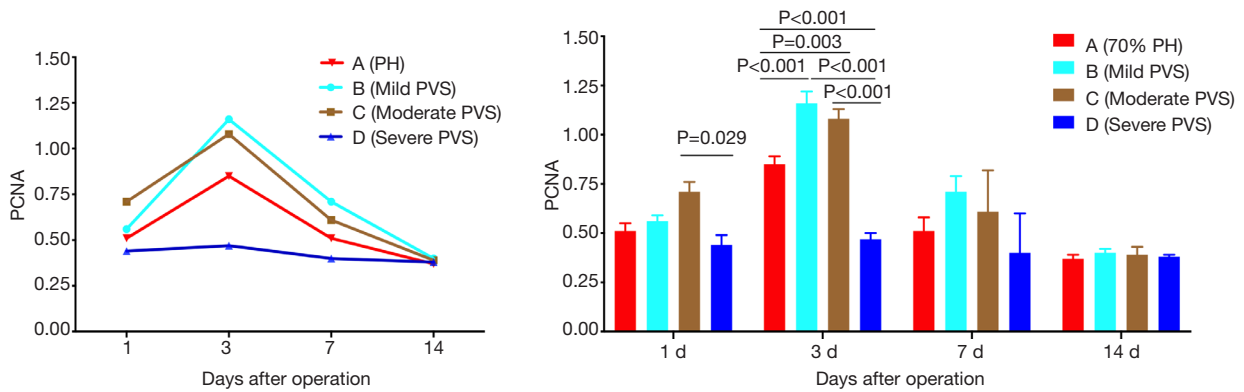 1.50
1.25
1.00
0.75
0.50
0.25
0.00
PCNA
A (PH)
B (Mild PVS)
C (Moderate PVS)
D (Severe PVS)
1 3 7 14
Days after operation
1.50
1.25
1.00
0.75
0.50
0.25
0.00
PCNA
P<0.001
P=0.003
P<0.001 P<0.001
P<0.001
P=0.029
A (70% PH)
B (Mild PVS)
C (Moderate PVS)
D (Severe PVS)
1 d 3 d 7 d 14 d
Days after operation